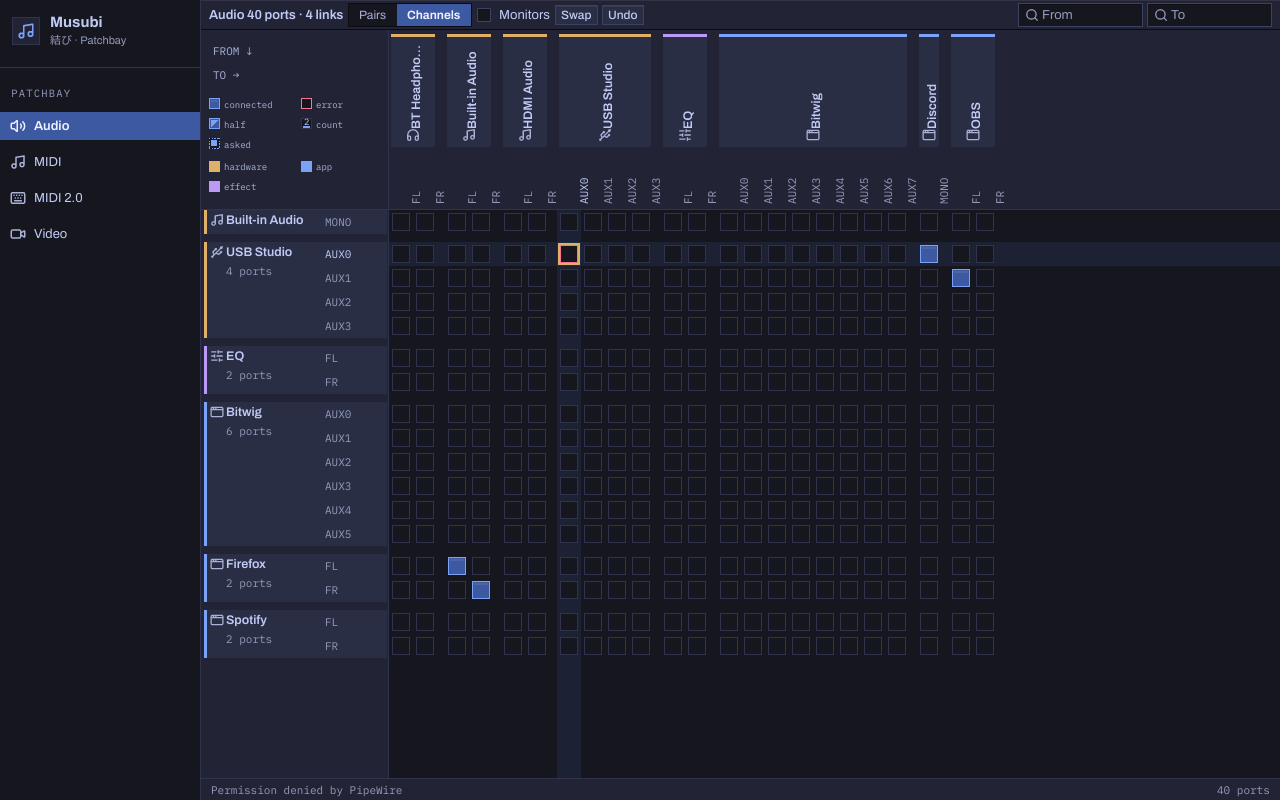 Musubi
結び · Patchbay
PATCHBAY
Audio
MIDI
MIDI 2.0
Video
Audio 40 ports · 4 links
Pairs
Channels
Monitors
Swap
Undo
From
To
FROM ↓
TO →
connected
error
half
2 count
asked
hardware
app
effect
BT Headpho…
Built-in Audio
HDMI Audio
USB Studio
EQ
Bitwig
Discord
OBS
FL FR FL FR FL FR AUX0 AUX1 AUX2 AUX3 FL FR AUX0 AUX1 AUX2 AUX3 AUX4 AUX5 AUX6 AUX7 MONO FL FR
Built-in Audio MONO
USB Studio AUX0
4 ports
AUX1
AUX2
AUX3
EQ FL
2 ports
FR
Bitwig AUX0
6 ports
AUX1
AUX2
AUX3
AUX4
AUX5
Firefox FL
2 ports
FR
Spotify FL
2 ports
FR
Permission denied by PipeWire
40 ports